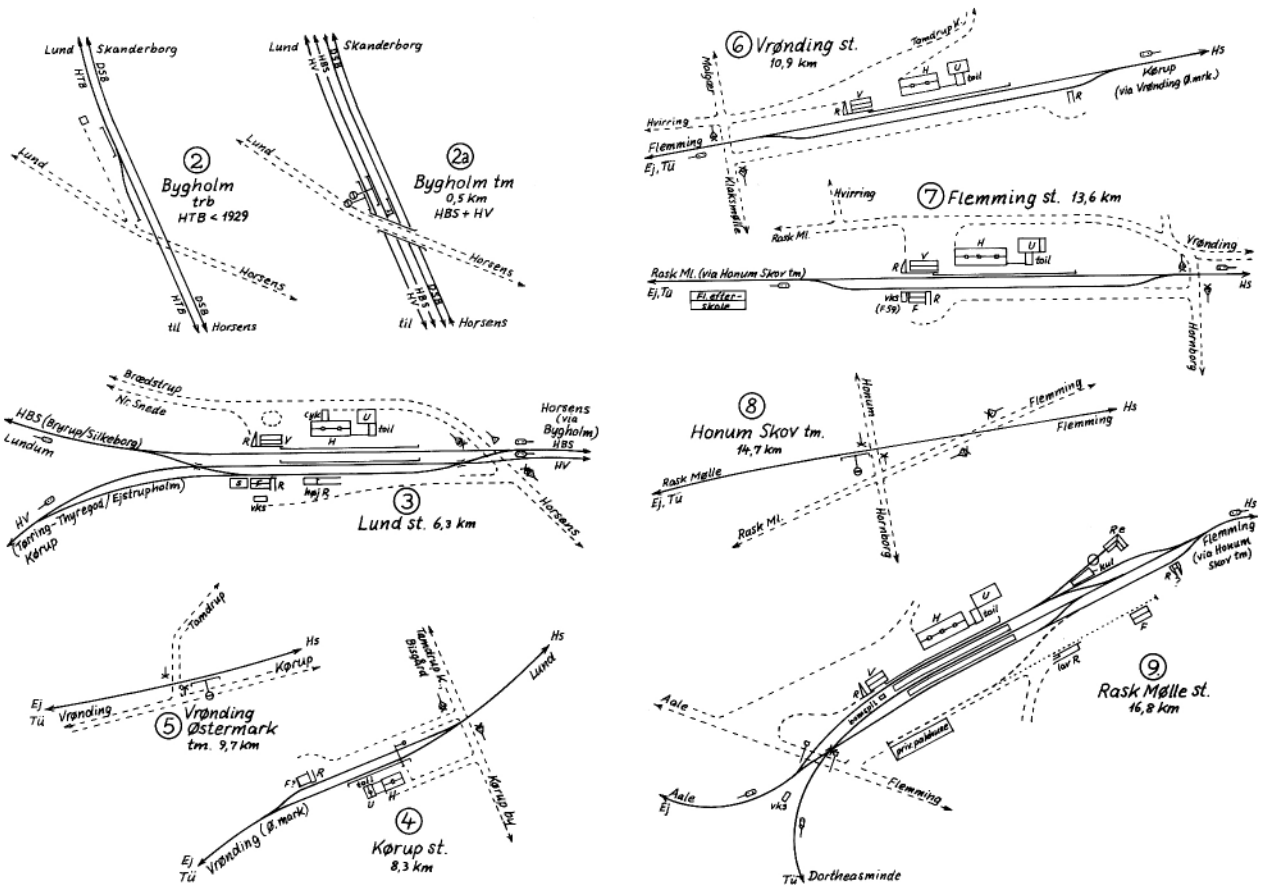 Lund
Skanderborg
HTB
DSB
2
Bygholm
trb
HTB < 1929
Lund
Horsens
HTB
DSB
til
Horsens
Lund
Skanderborg
HV
HBS
DSB
2a
Bygholm tm
0,5 km
HBS + HV
Lund
Horsens
HV
HBS
DSB
til
Horsens
Brædstrup
Nr. Snede
HBS (Bryrup/Silkeborg)
Lundum
cyk
U
toil
R
V
H
Horsens
(via
Bygholm)
HBS
HV
S
F
R
vks
høj R
3
Lund st. 6,3 km
Horsens
HV
(Tørring-Thyregod/Ejstrupholm)
Kørup
Tamdrup
Hs
Kørup
Ej
Tü
Vrønding
5
Vrønding
Østermark
tm. 9,7 km
Tamdrup K.
Bisgård
Hs
Lund
F?
R
toil
U
H
Kørup by
4
Kørup st.
8,3 km
Ej
Tü
Vrønding (Ø.mark)
6
Vrønding st.
10,9 km
Tamdrup K.
Molgjer
H
U
toil
Hs
Kørup
(via Vrønding Ø.mrk.)
R
V
R
Hvirring
Flemming
Ej, Tü
Klaksmølle
Hvirring
7
Flemming st. 13,6 km
Rask Ml.
Vrønding
R
V
H
U
toil
Rask Ml. (via Honum Skov tm)
Ej, Tü
Hs
Fl. efter-
skole
vks
(F59)
F
R
Hornborg
8
Honum Skov tm.
14,7 km
Honum
Flemming
Hs
Flemming
Rask Mølle
Ej, Tü
Rask Ml.
Hornborg
Re
kul
Hs
Flemming
(via Honum
Skov tm)
R
H
U
toil
F
V
R
lav R
9
Rask Mølle st.
16,8 km
Aale
priv. pakhuse
Flemming
Aale
Ej
vks
Tü
Dortheasminde